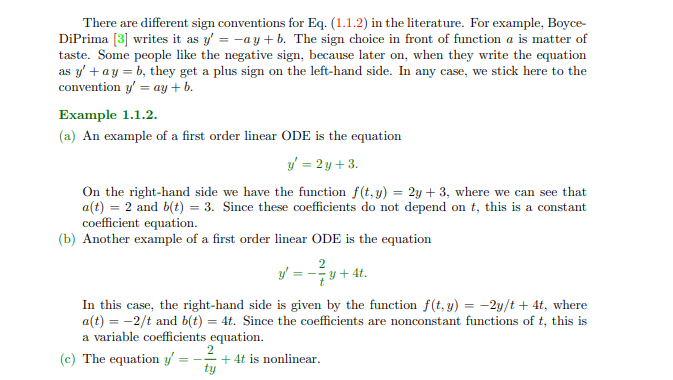 There are different sign conventions for Eq. (1.1.2) in the literature. For example, Boyce-
DiPrima [3] writes it as y′ = −a y + b. The sign choice in front of function a is matter of
taste. Some people like the negative sign, because later on, when they write the equation
as y′ + a y = b, they get a plus sign on the left-hand side. In any case, we stick here to the
convention y′ = ay + b.
Example 1.1.2.
(a) An example of a first order linear ODE is the equation
y′ = 2 y + 3.
On the right-hand side we have the function f(t, y) = 2y + 3, where we can see that
a(t) = 2 and b(t) = 3. Since these coefficients do not depend on t, this is a constant
coefficient equation.
(b) Another example of a first order linear ODE is the equation
y′ = −2/t y + 4t.
In this case, the right-hand side is given by the function f(t, y) = −2y/t + 4t, where
a(t) = −2/t and b(t) = 4t. Since the coefficients are nonconstant functions of t, this is
a variable coefficients equation.
(c) The equation y′ = −2/ty + 4t is nonlinear.